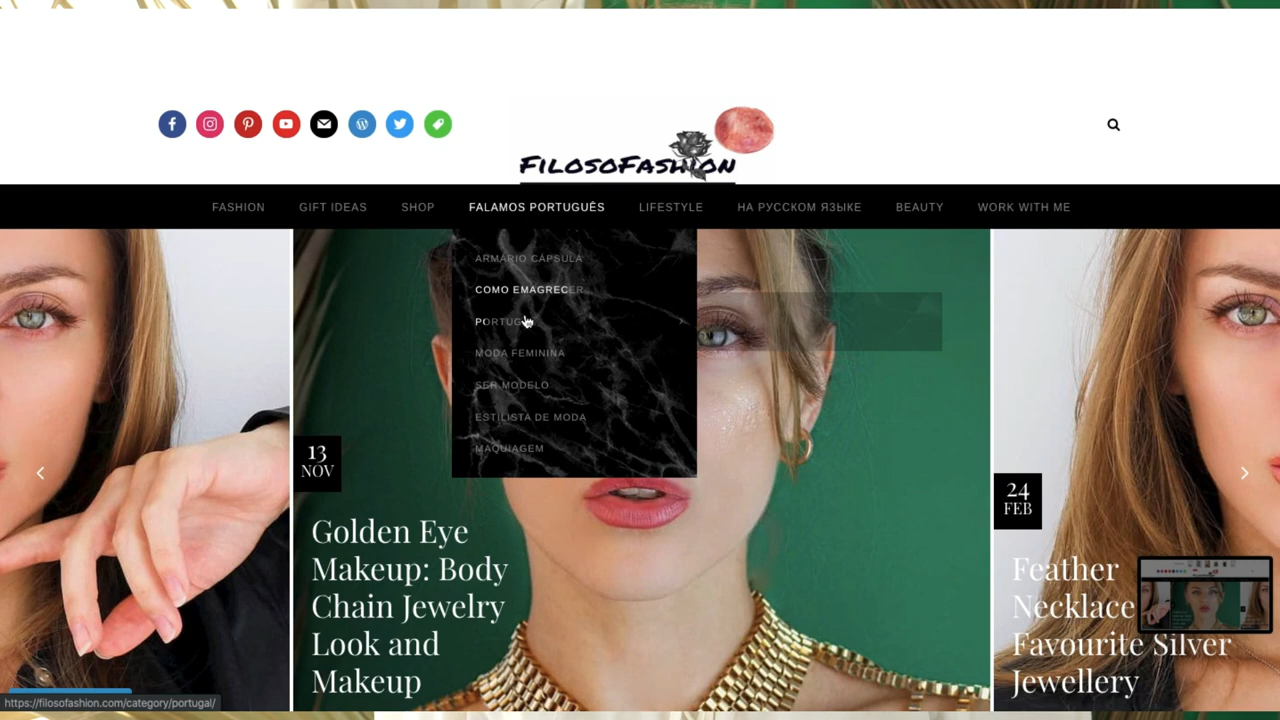 FILOSOFASHION
FASHION GIFT IDEAS SHOP FALAMOS PORTUGUÊS LIFESTYLE НА РУССКОМ ЯЗЫКЕ BEAUTY WORK WITH ME
ARMÁRIO CÁPSULA
COMO EMAGRECER
PORTUG
MODA FEMININA
SER MODELO
ESTILISTA DE MODA
MAQUIAGEM
13
NOV
Golden Eye
Makeup: Body
Chain Jewelry
Look and
Makeup
24
FEB
Feather
Necklace
Favourite Silver
Jewellery
https://filosofashion.com/category/portugal/